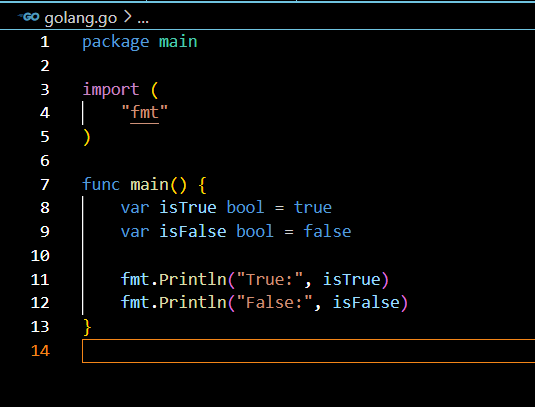 GO golang.go > ...
1 package main
2
3 import (
4     "fmt"
5 )
6
7 func main() {
8     var isTrue bool = true
9     var isFalse bool = false
10
11     fmt.Println("True:", isTrue)
12     fmt.Println("False:", isFalse)
13 }
14